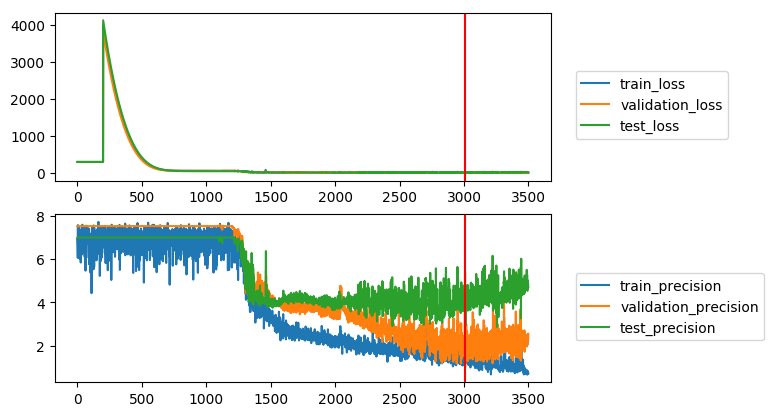 4000
3000
2000
1000
0
0 500 1000 1500 2000 2500 3000 3500
train_loss
validation_loss
test_loss
8
6
4
2
0 500 1000 1500 2000 2500 3000 3500
train_precision
validation_precision
test_precision